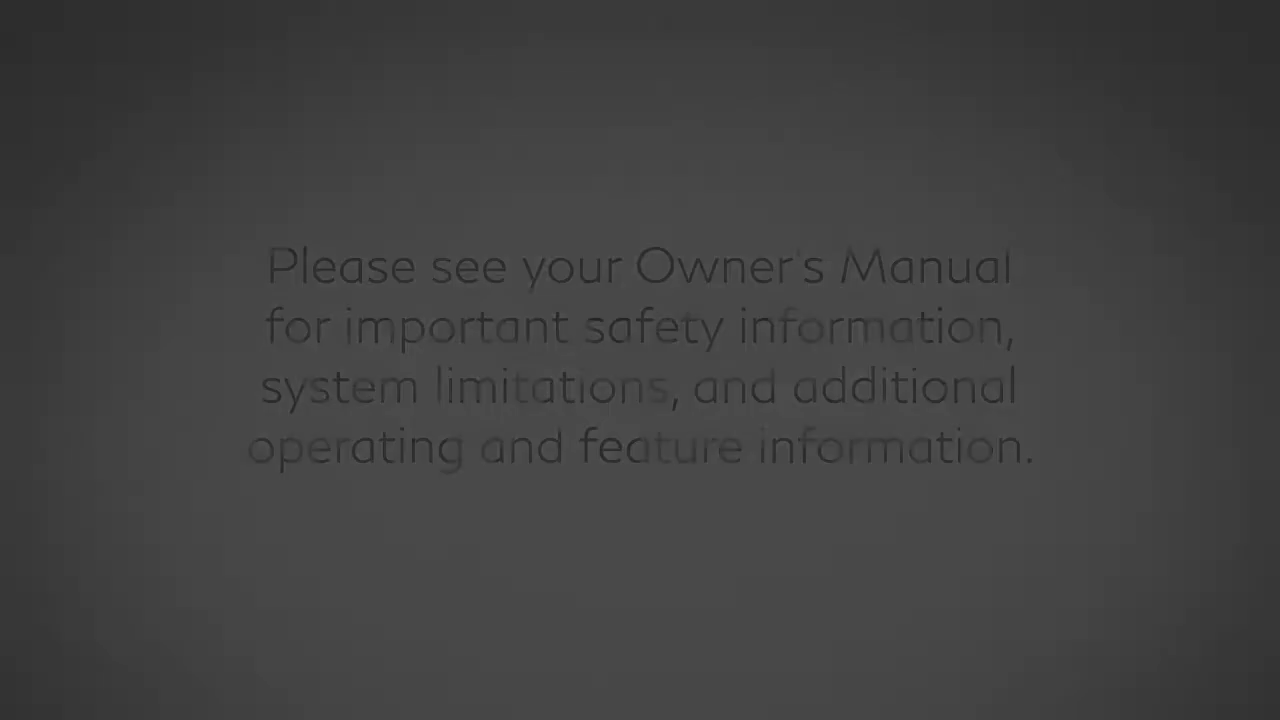 Please see your Owner's Manual
for important safety information,
system limitations, and additional
operating and feature information.